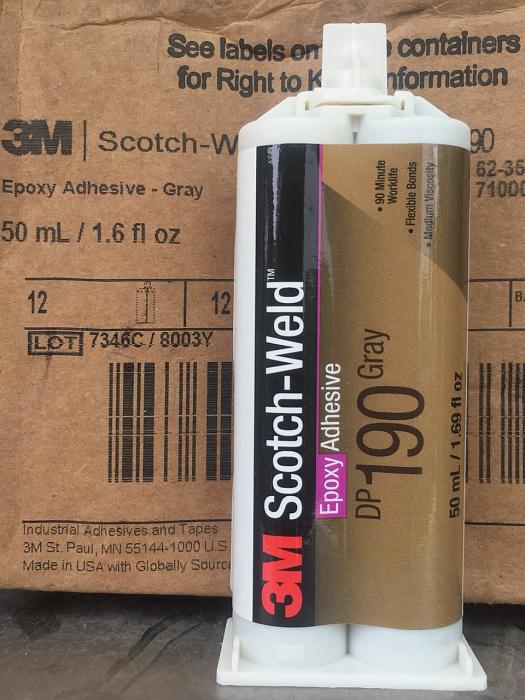 See labels on containers
for Right to K nformation
3M Scotch-W 90
62-35
71000
Epoxy Adhesive - Gray
50 mL / 1.6 fl oz
12 12
LOT 7346C / 8003Y
Industrial Adhesives and Tapes
3M St. Paul, MN 55144-1000 U.S.
Made in USA with Globally Sourc
3M Scotch-Weld™
Epoxy Adhesive
DP190 Gray
50 mL / 1.69 fl oz
• 90 Minute
Worklife
• Flexible Bonds
• Medium Viscosity
3M